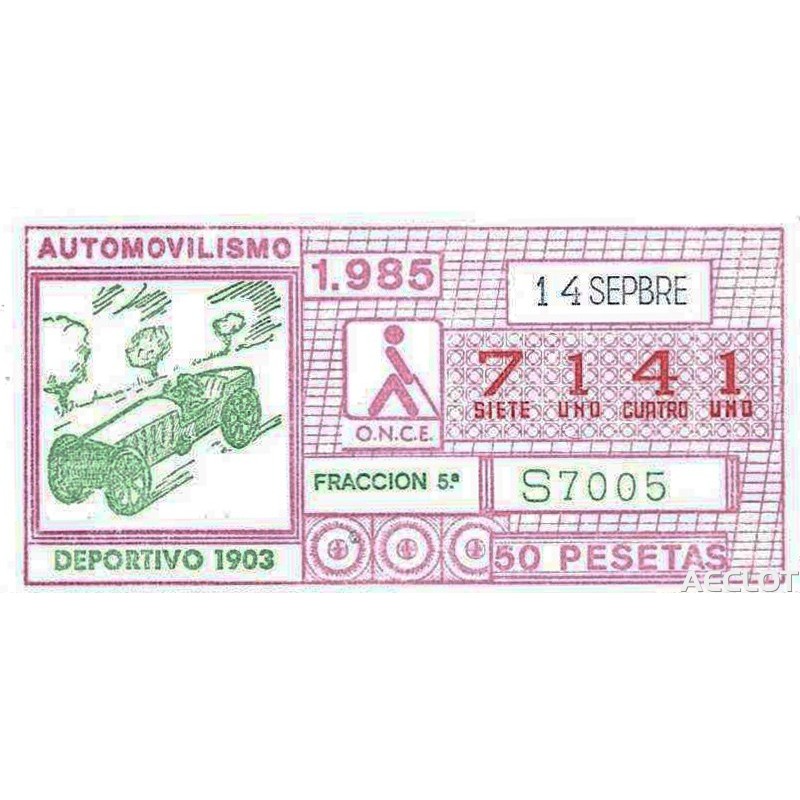 AUTOMOVILISMO
1.985
14 SEPBRE
7 1 4 1
SIETE UNO CUATRO UNO
O.N.C.E.
FRACCION 5.ª
S7005
DEPORTIVO 1903
50 PESETAS
AECLOT